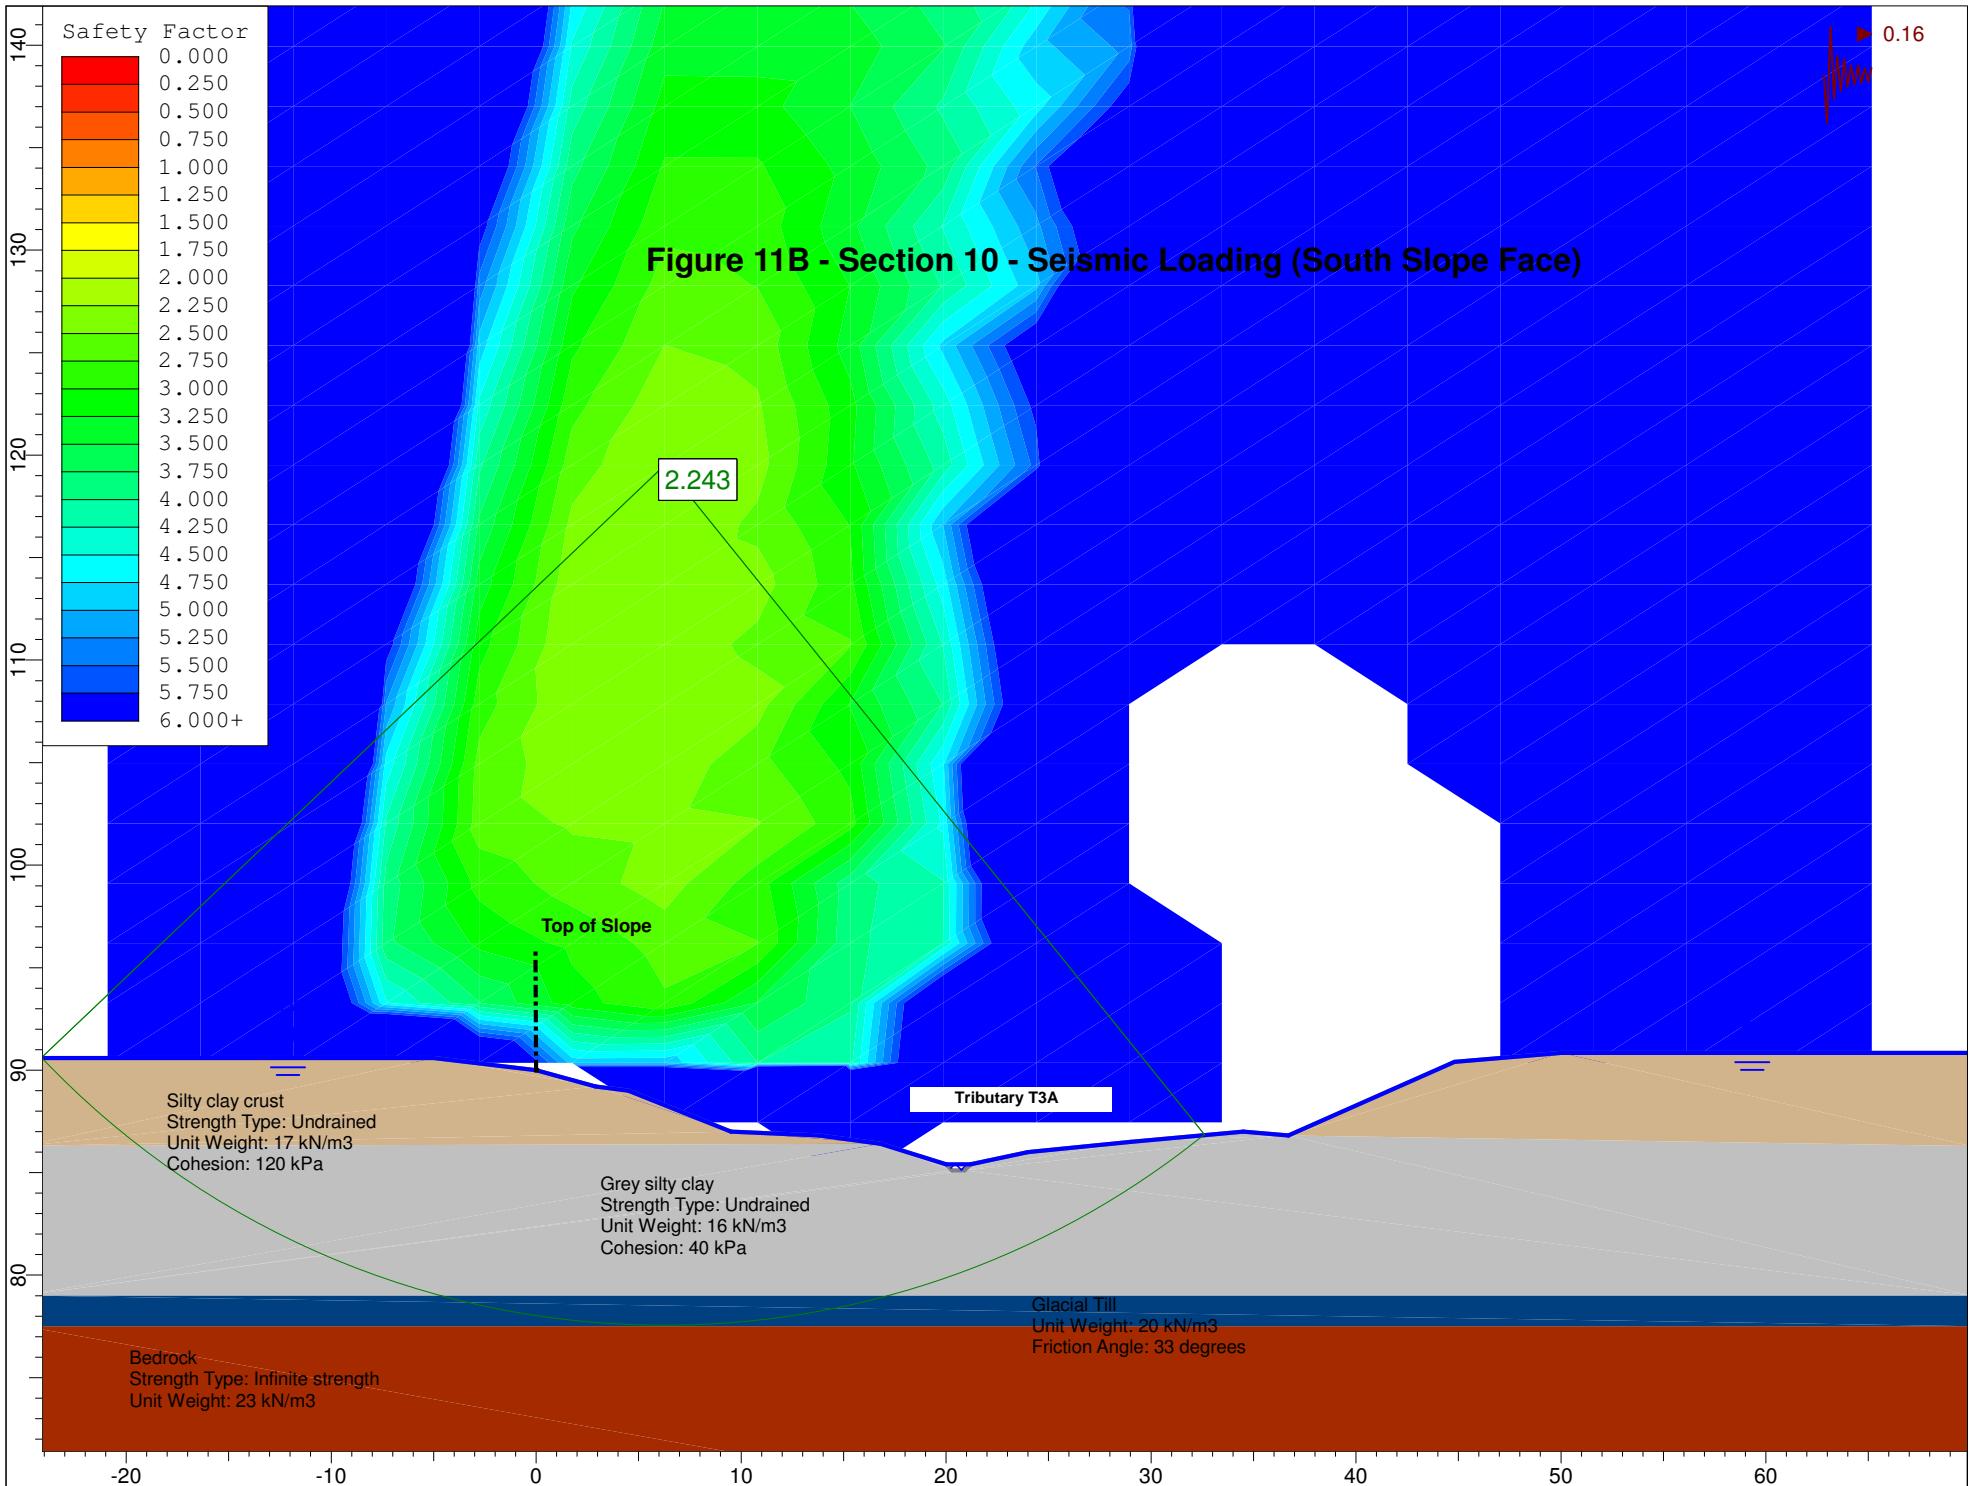 Safety Factor
0.000
0.250
0.500
0.750
1.000
1.250
1.500
1.750
2.000
2.250
2.500
2.750
3.000
3.250
3.500
3.750
4.000
4.250
4.500
4.750
5.000
5.250
5.500
5.750
6.000+
0.16
Figure 11B - Section 10 - Seismic Loading (South Slope Face)
2.243
Top of Slope
Tributary T3A
Silty clay crust
Strength Type: Undrained
Unit Weight: 17 kN/m3
Cohesion: 120 kPa
Grey silty clay
Strength Type: Undrained
Unit Weight: 16 kN/m3
Cohesion: 40 kPa
Glacial Till
Unit Weight: 20 kN/m3
Friction Angle: 33 degrees
Bedrock
Strength Type: Infinite strength
Unit Weight: 23 kN/m3
140
130
120
110
100
90
80
-20 -10 0 10 20 30 40 50 60